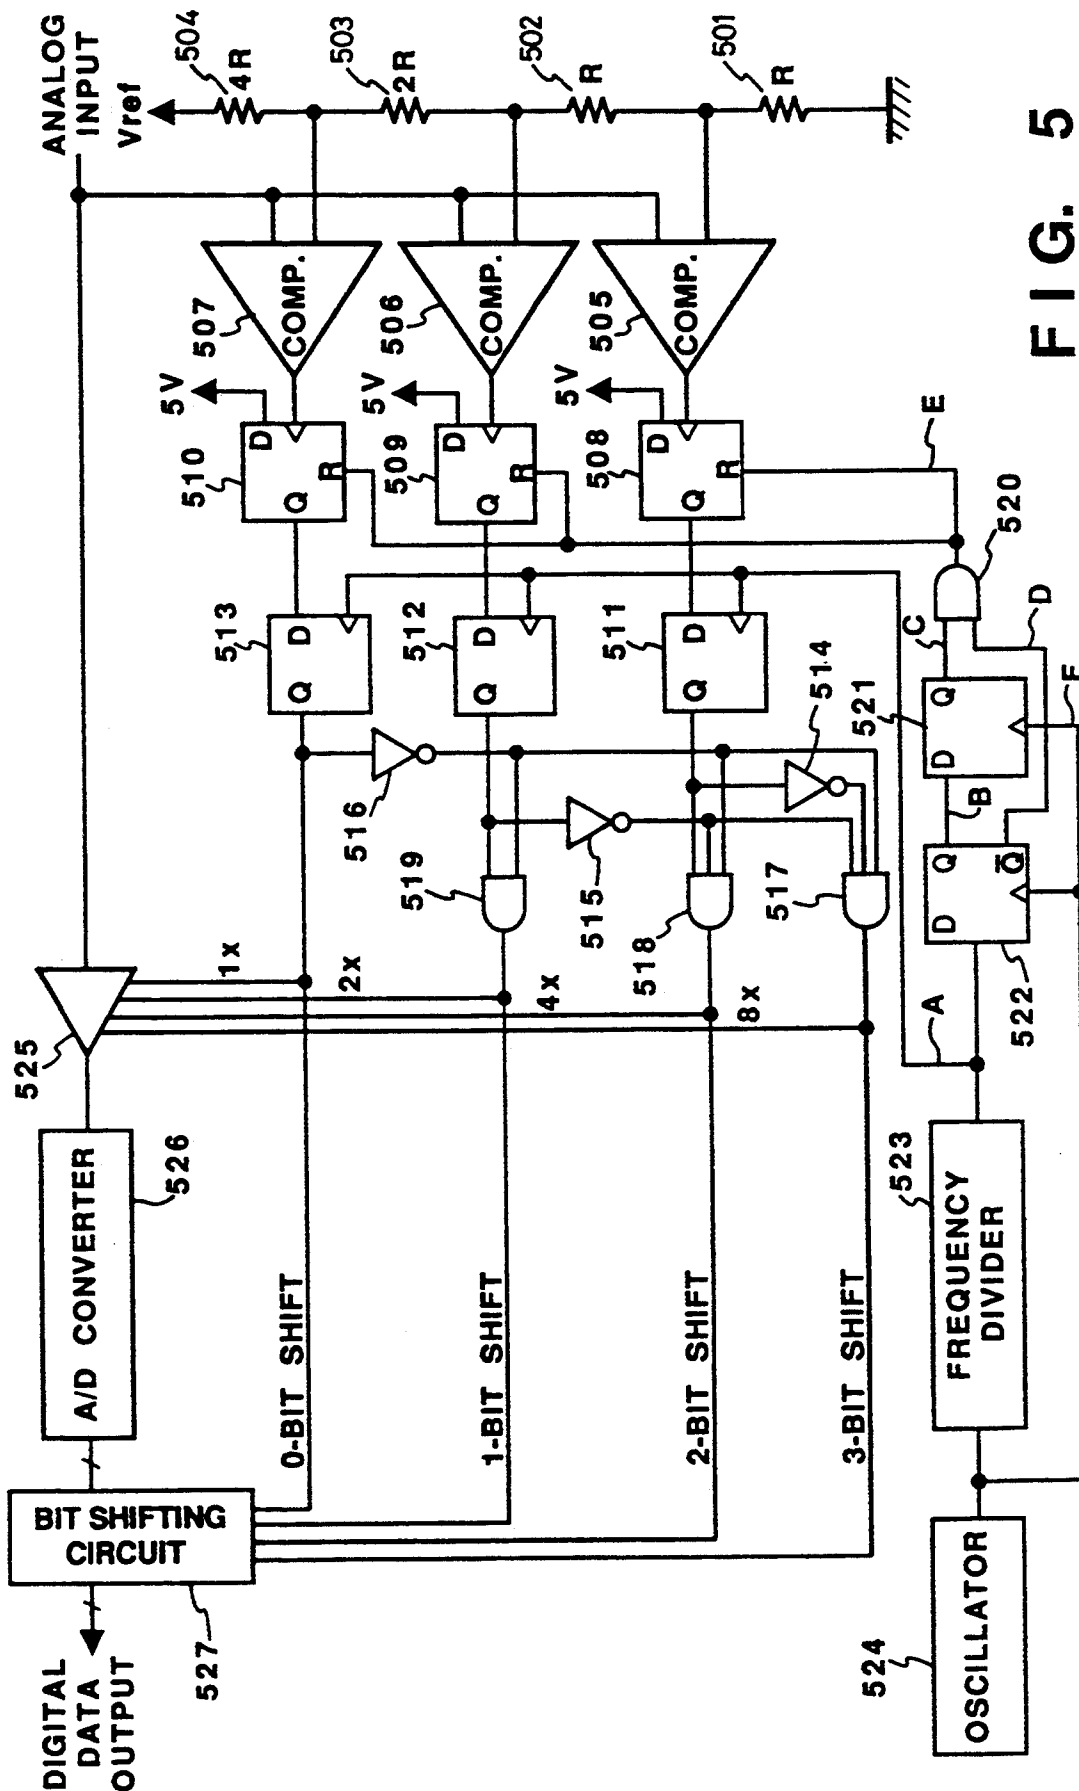 DIGITAL
DATA
OUTPUT
527
BIT SHIFTING
CIRCUIT
A/D CONVERTER
526
525
ANALOG
INPUT
Vref
504
4R
503
2R
502
R
501
R
507
COMP.
506
COMP.
505
COMP.
5V
510
D
Q
R
5V
509
D
Q
R
5V
508
D
Q
R
513
D
Q
512
D
Q
511
D
Q
516
515
514
519
518
517
1x
2x
4x
8x
0-BIT SHIFT
1-BIT SHIFT
2-BIT SHIFT
3-BIT SHIFT
524
OSCILLATOR
523
FREQUENCY
DIVIDER
A
522
D
Q
Q̅
B
521
D
Q
C
D
520
E
F
FIG. 5